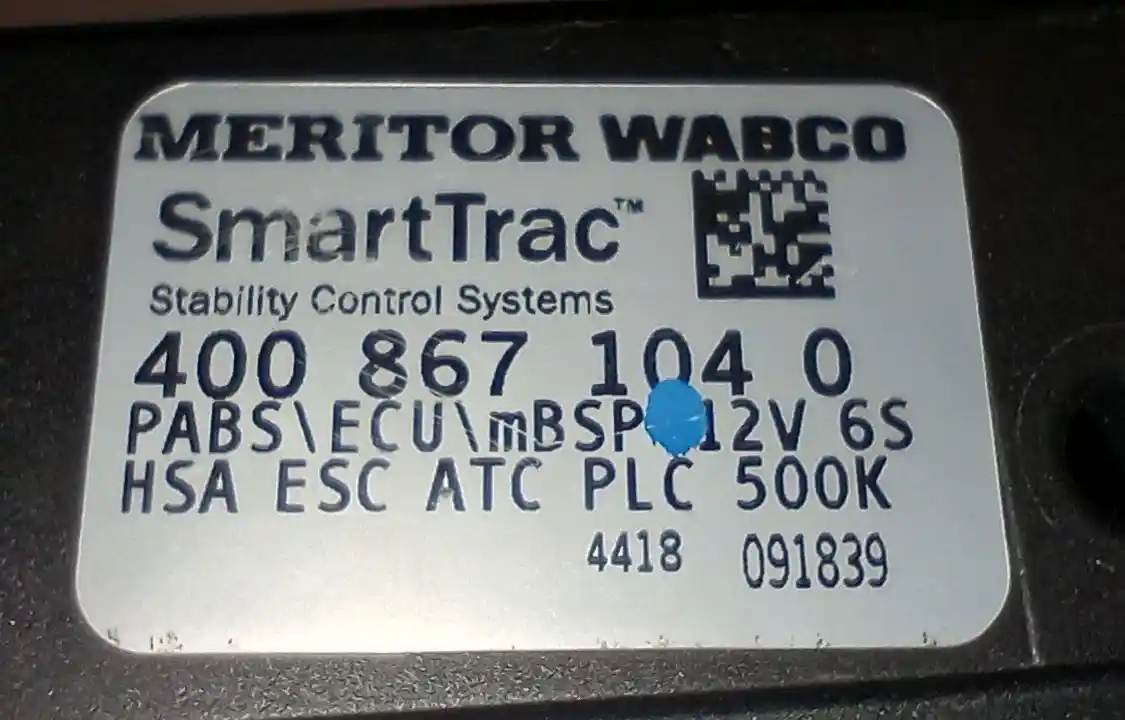 MERITOR WABCO
SmartTrac™
Stability Control Systems
400 867 104 0
PABS\ECU\mBSP 12V 6S
HSA ESC ATC PLC 500K
4418 091839